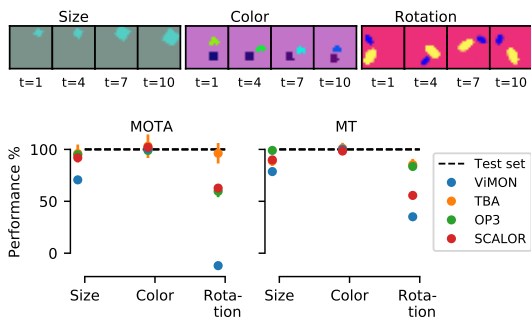 Size Color Rotation
t=1 t=4 t=7 t=10 t=1 t=4 t=7 t=10 t=1 t=4 t=7 t=10
MOTA MT
Performance %
100
50
0
Size Color Rota-
tion
Size Color Rota-
tion
Test set
ViMON
TBA
OP3
SCALOR